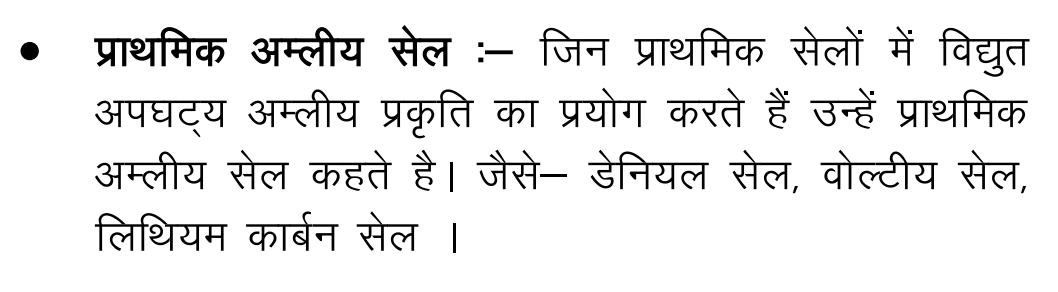 • प्राथमिक अम्लीय सेल :– जिन प्राथमिक सेलों में विद्युत
अपघट्य अम्लीय प्रकृति का प्रयोग करते हैं उन्हें प्राथमिक
अम्लीय सेल कहते है। जैसे– डेनियल सेल, वोल्टीय सेल,
लिथियम कार्बन सेल ।